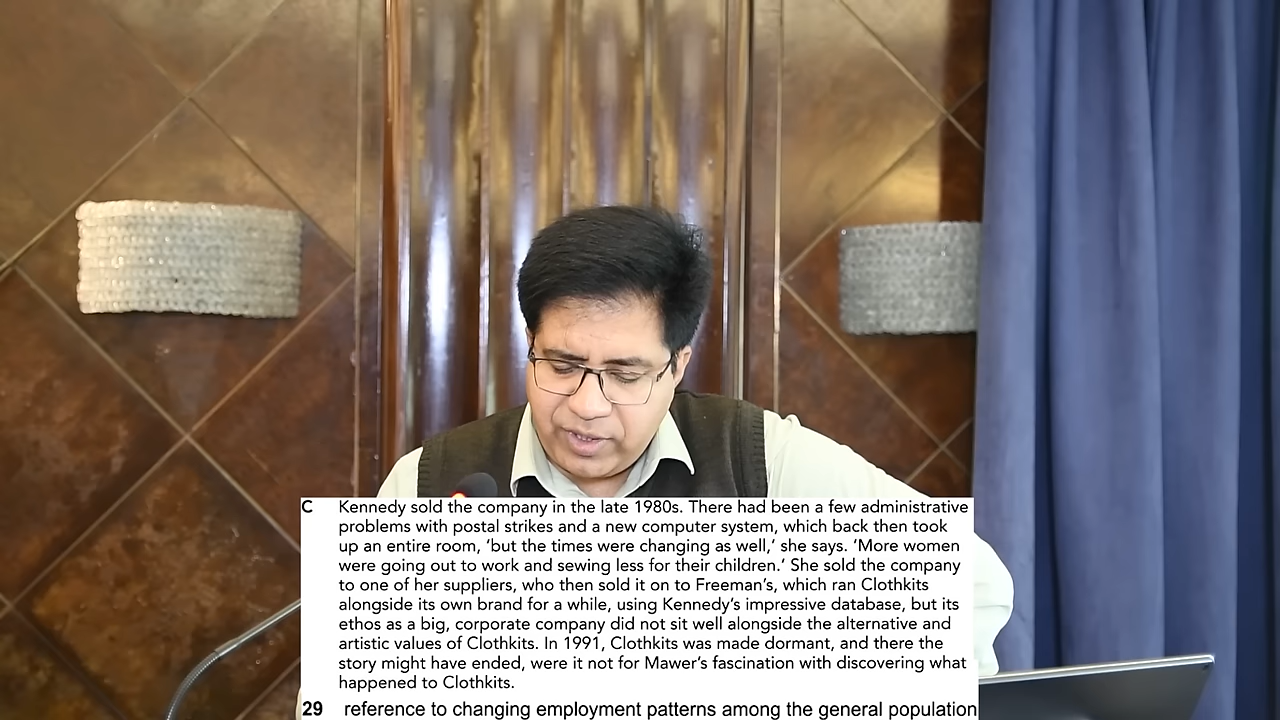 C Kennedy sold the company in the late 1980s. There had been a few administrative
problems with postal strikes and a new computer system, which back then took
up an entire room, ‘but the times were changing as well,’ she says. ‘More women
were going out to work and sewing less for their children.’ She sold the company
to one of her suppliers, who then sold it on to Freeman’s, which ran Clothkits
alongside its own brand for a while, using Kennedy’s impressive database, but its
ethos as a big, corporate company did not sit well alongside the alternative and
artistic values of Clothkits. In 1991, Clothkits was made dormant, and there the
story might have ended, were it not for Mawer’s fascination with discovering what
happened to Clothkits.
29 reference to changing employment patterns among the general population